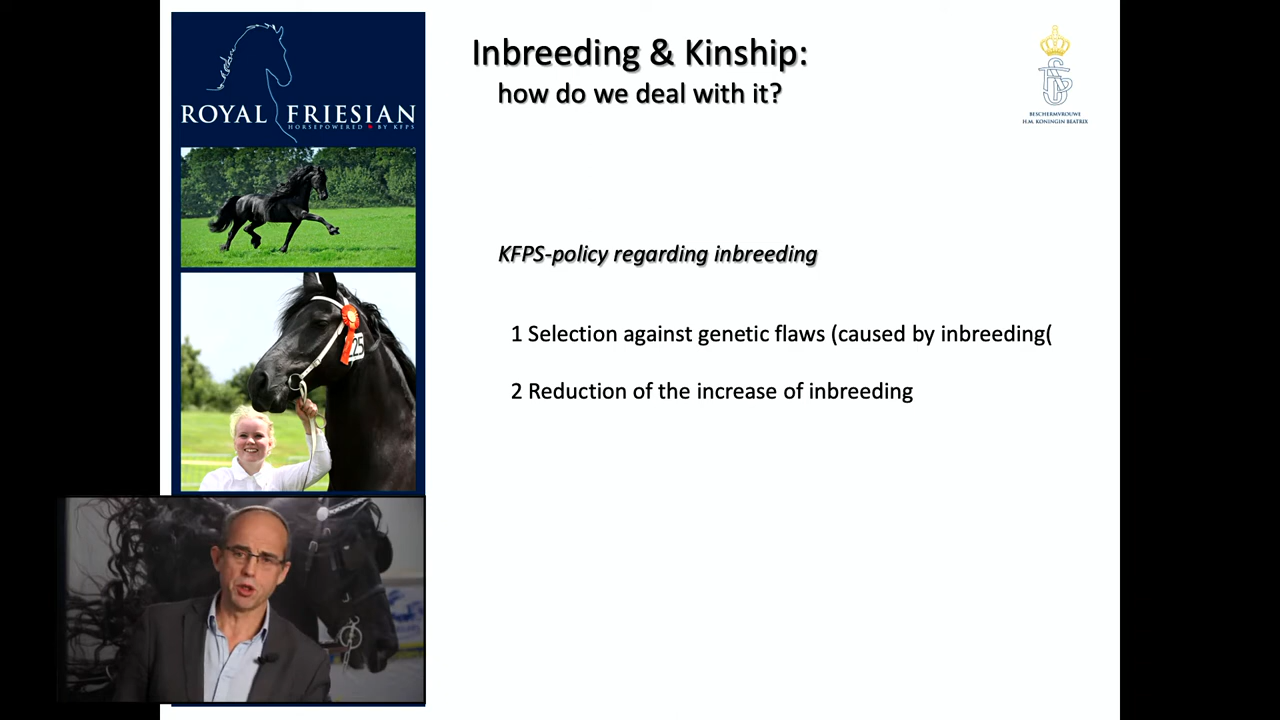 ROYAL FRIESIAN
HORSEPOWERED BY KFPS
25
Inbreeding & Kinship:
how do we deal with it?
BESCHERMVROUWE
H.M. KONINGIN BEATRIX
KFPS-policy regarding inbreeding
1 Selection against genetic flaws (caused by inbreeding(
2 Reduction of the increase of inbreeding